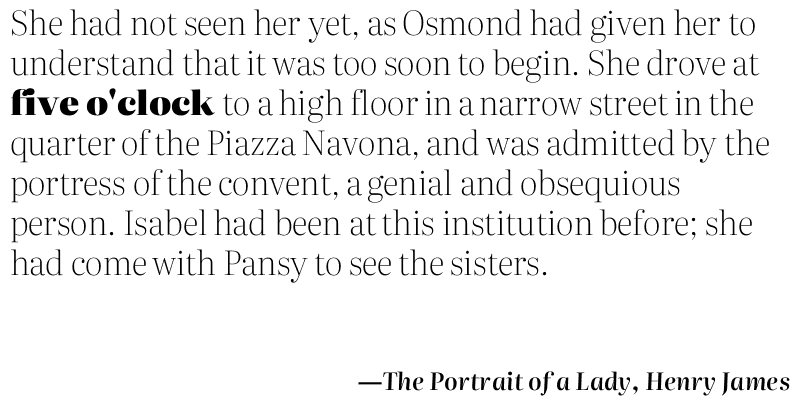 She had not seen her yet, as Osmond had given her to
understand that it was too soon to begin. She drove at
five o'clock to a high floor in a narrow street in the
quarter of the Piazza Navona, and was admitted by the
portress of the convent, a genial and obsequious
person. Isabel had been at this institution before; she
had come with Pansy to see the sisters.
—The Portrait of a Lady, Henry James